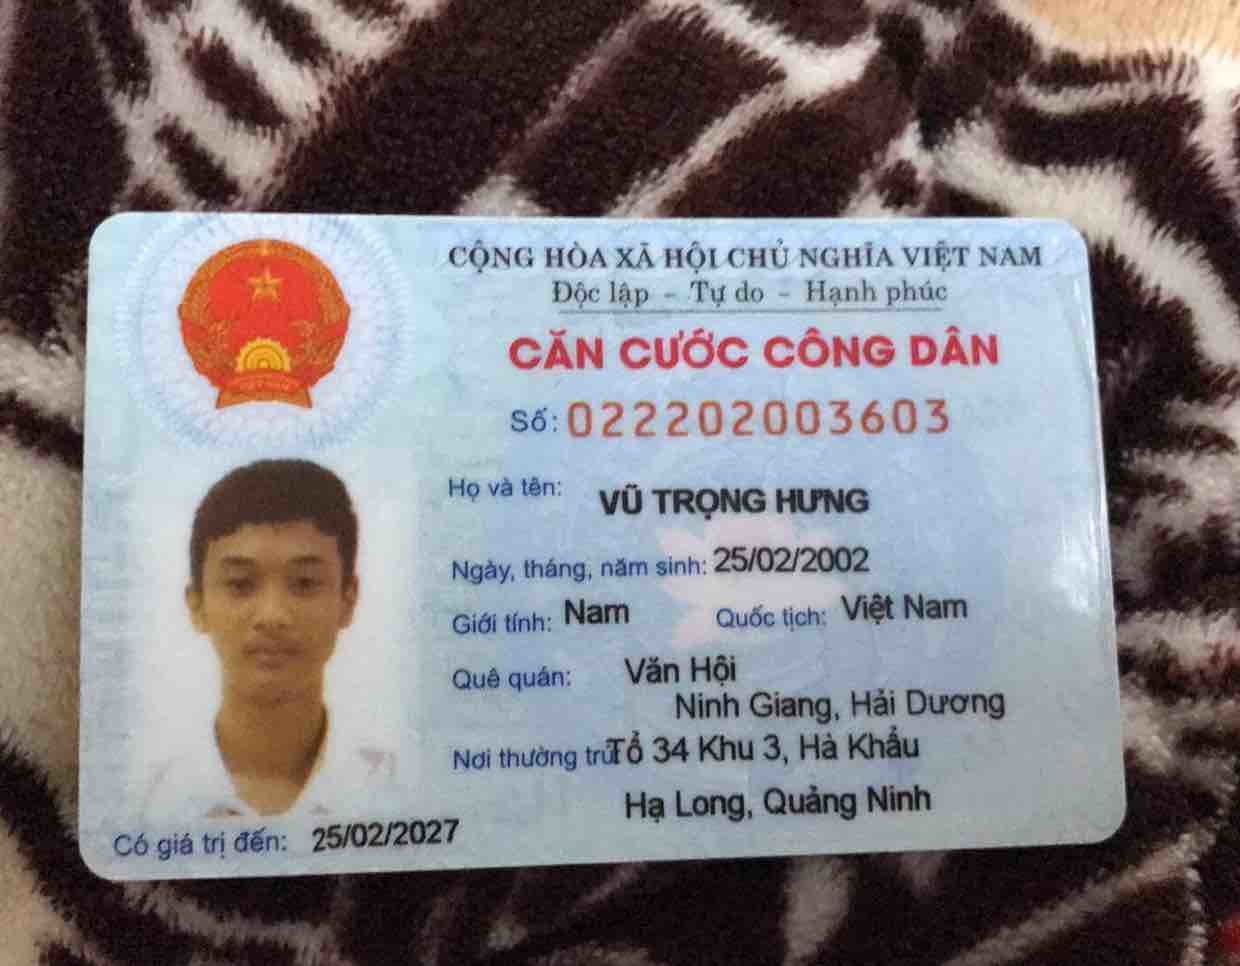 CỘNG HÒA XÃ HỘI CHỦ NGHĨA VIỆT NAM
Độc lập - Tự do - Hạnh phúc
CĂN CƯỚC CÔNG DÂN
Số: 022202003603
Họ và tên: VŨ TRỌNG HƯNG
Ngày, tháng, năm sinh: 25/02/2002
Giới tính: Nam Quốc tịch: Việt Nam
Quê quán: Văn Hội
Ninh Giang, Hải Dương
Nơi thường trú: Tổ 34 Khu 3, Hà Khẩu
Hạ Long, Quảng Ninh
Có giá trị đến: 25/02/2027